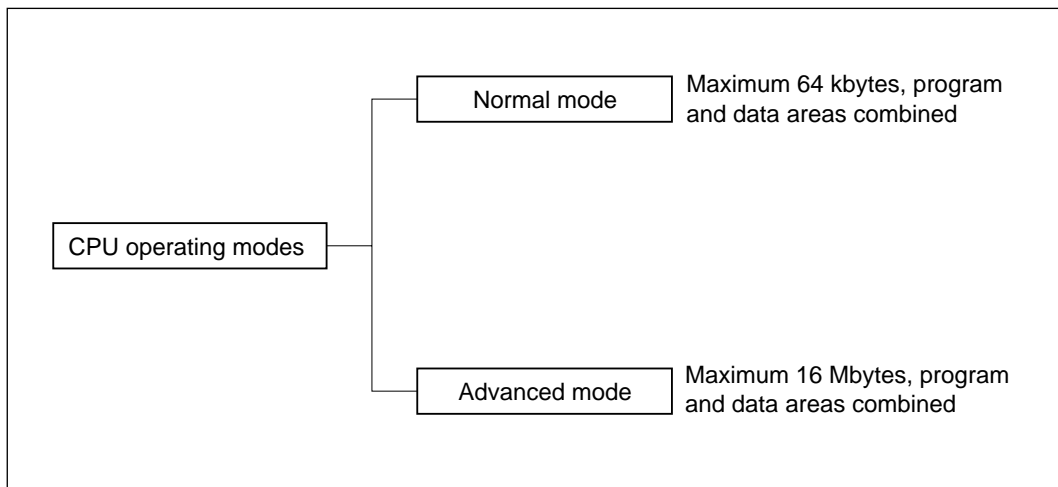 Normal mode
Maximum 64 kbytes, program
and data areas combined
CPU operating modes
Advanced mode
Maximum 16 Mbytes, program
and data areas combined